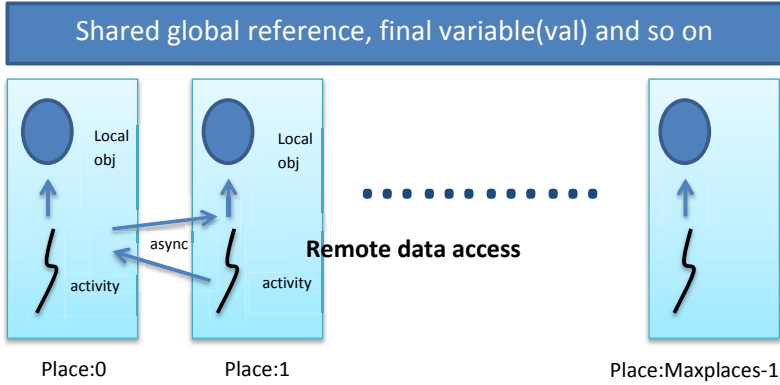 Shared global reference, final variable(val) and so on
Local
obj
Local
obj
async
Remote data access
activity
activity
Place:0
Place:1
Place:Maxplaces-1